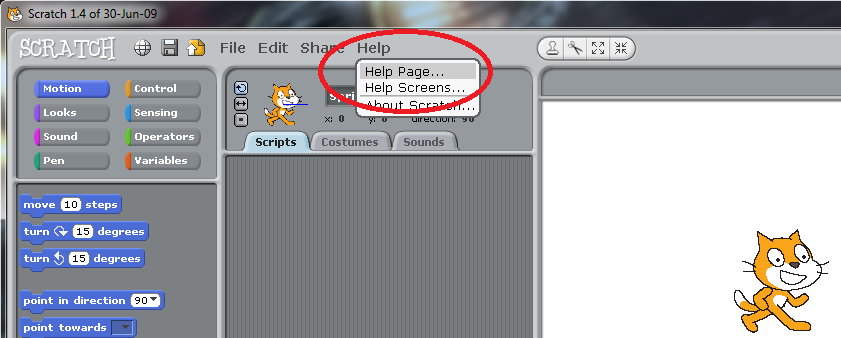 Scratch 1.4 of 30-Jun-09
SCRATCH File Edit Share Help
Help Page...
Help Screens...
About Scratch...
Motion Control
Looks Sensing
Sound Operators
Pen Variables
x: 0 y: 0 direction: 90
Scripts Costumes Sounds
move 10 steps
turn 15 degrees
turn 15 degrees
point in direction 90
point towards